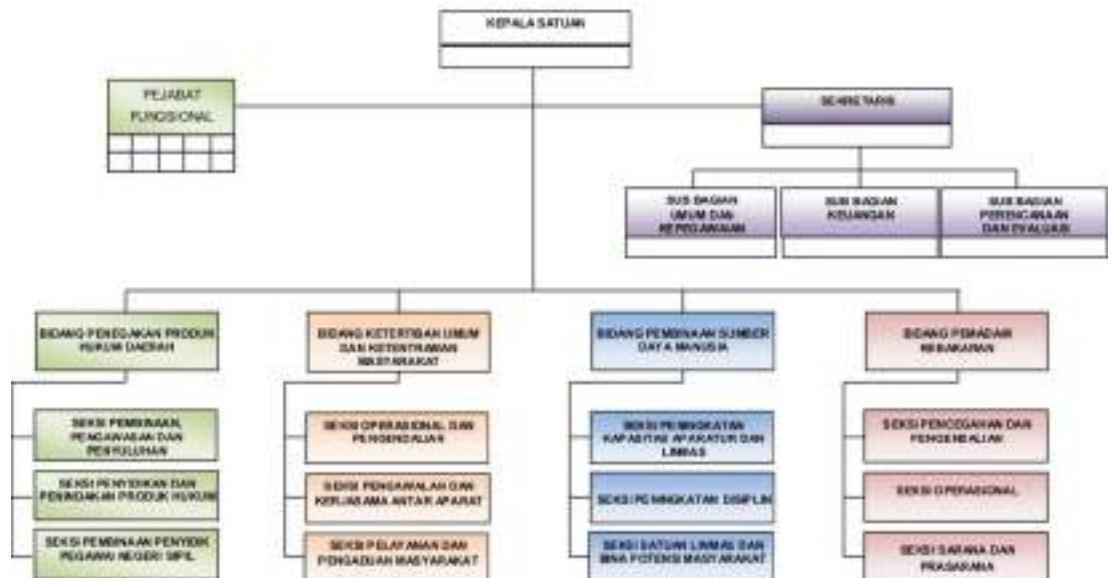 KEPALA SATUAN
PEJABAT
FUNGSIONAL
SEKRETARIS
SUB BAGIAN
UMUM DAN
KEPEGAWAIAN
SUB BAGIAN
KEUANGAN
SUB BAGIAN
PERENCANAAN
DAN EVALUASI
BIDANG PENEGAKAN PRODUK
HUKUM DAERAH
BIDANG KETERTIBAN UMUM
DAN KETENTRAMAN
MASYARAKAT
BIDANG PEMBINAAN SUMBER
DAYA MANUSIA
BIDANG PEMADAM
KEBAKARAN
SEKSI PEMBINAAN,
PENGAWASAN DAN
PENYULUHAN
SEKSI OPERASIONAL DAN
PENGENDALIAN
SEKSI PENINGKATAN
KAPASITAS APARATUR DAN
LINMAS
SEKSI PENCEGAHAN DAN
PENGENDALIAN
SEKSI PENYIDIKAN DAN
PENINDAKAN PRODUK HUKUM
SEKSI PENGAWALAN DAN
KERJASAMA ANTAR APARAT
SEKSI PENINGKATAN DISIPLIN
SEKSI OPERASIONAL
SEKSI PEMBINAAN PENYIDIK
PEGAWAI NEGERI SIPIL
SEKSI PELAYANAN DAN
PENGADUAN MASYARAKAT
SEKSI SATUAN LINMAS DAN
BINA POTENSI MASYARAKAT
SEKSI SARANA DAN
PRASARANA